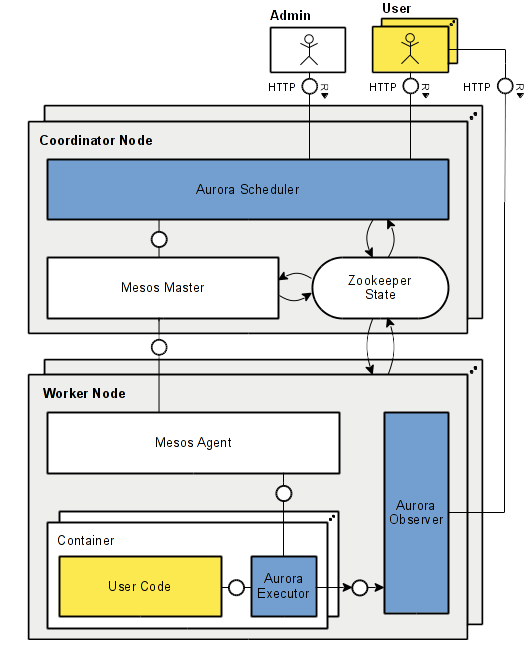 Admin
User
HTTP
R
HTTP
R
HTTP
R
Coordinator Node
Aurora Scheduler
Mesos Master
Zookeeper
State
Worker Node
Mesos Agent
Aurora
Observer
Container
User Code
Aurora
Executor